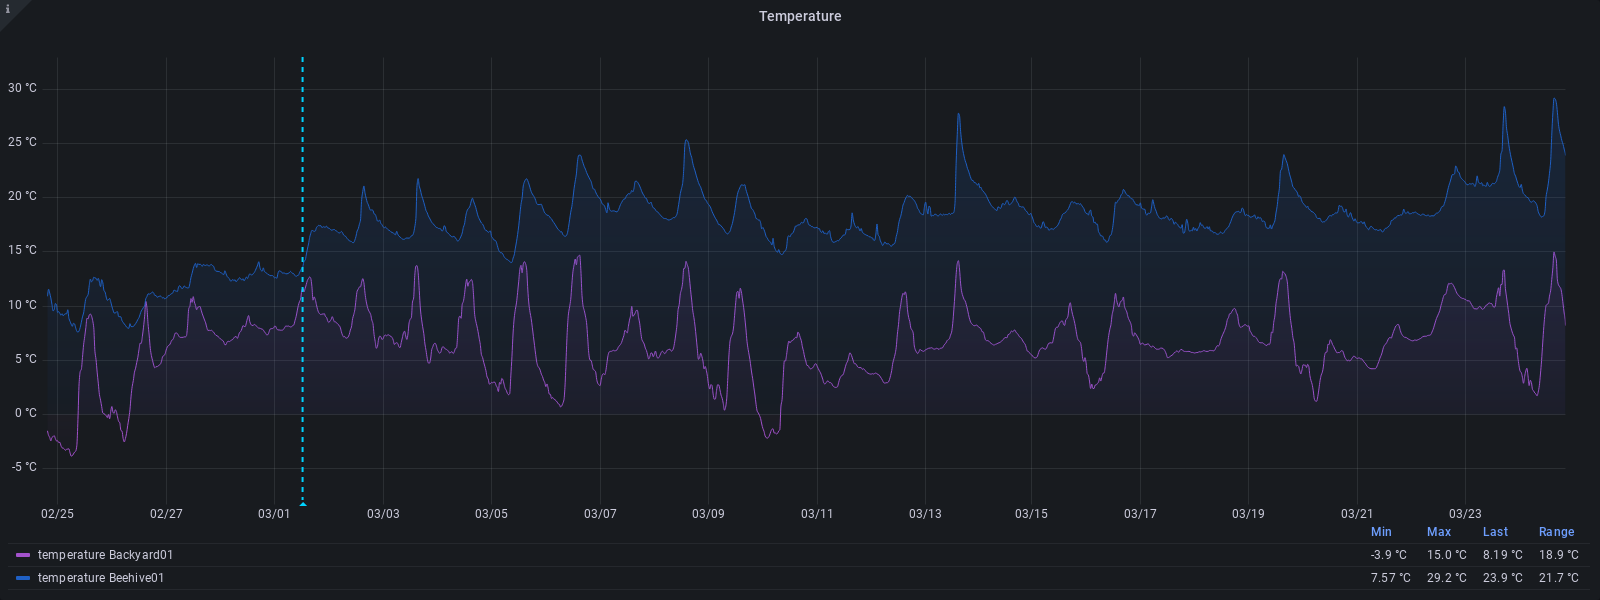 i
Temperature
30 °C
25 °C
20 °C
15 °C
10 °C
5 °C
0 °C
-5 °C
02/25 02/27 03/01 03/03 03/05 03/07 03/09 03/11 03/13 03/15 03/17 03/19 03/21 03/23
Min Max Last Range
temperature Backyard01 -3.9 °C 15.0 °C 8.19 °C 18.9 °C
temperature Beehive01 7.57 °C 29.2 °C 23.9 °C 21.7 °C